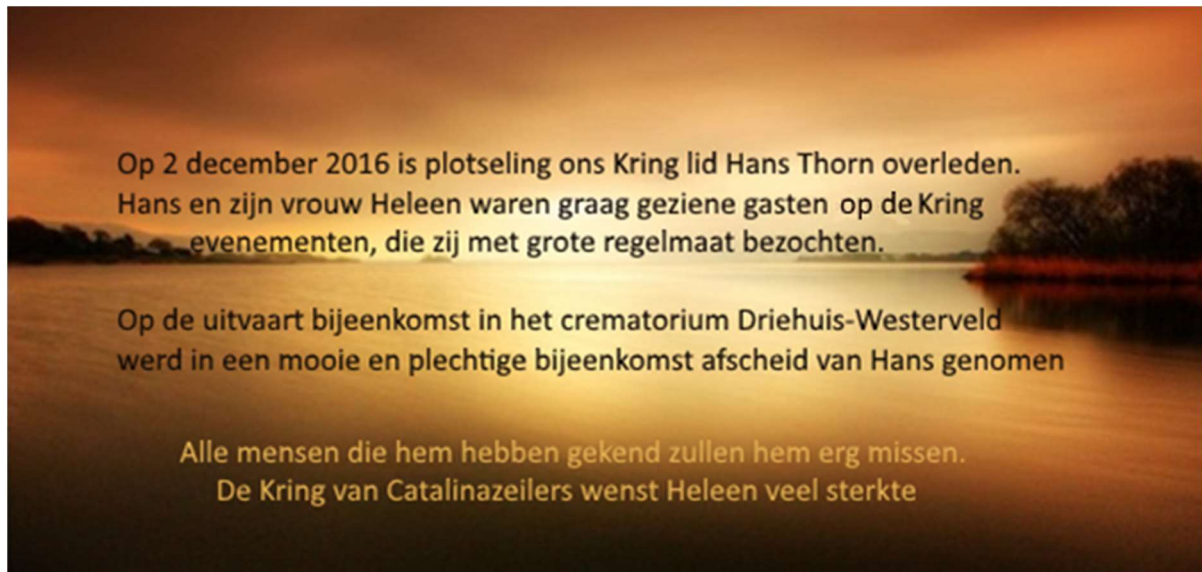 Op 2 december 2016 is plotseling ons Kring lid Hans Thorn overleden.
Hans en zijn vrouw Heleen waren graag geziene gasten op de Kring
evenementen, die zij met grote regelmaat bezochten.
Op de uitvaart bijeenkomst in het crematorium Driehuis-Westerveld
werd in een mooie en plechtige bijeenkomst afscheid van Hans genomen
Alle mensen die hem hebben gekend zullen hem erg missen.
De Kring van Catalinazeilers wenst Heleen veel sterkte